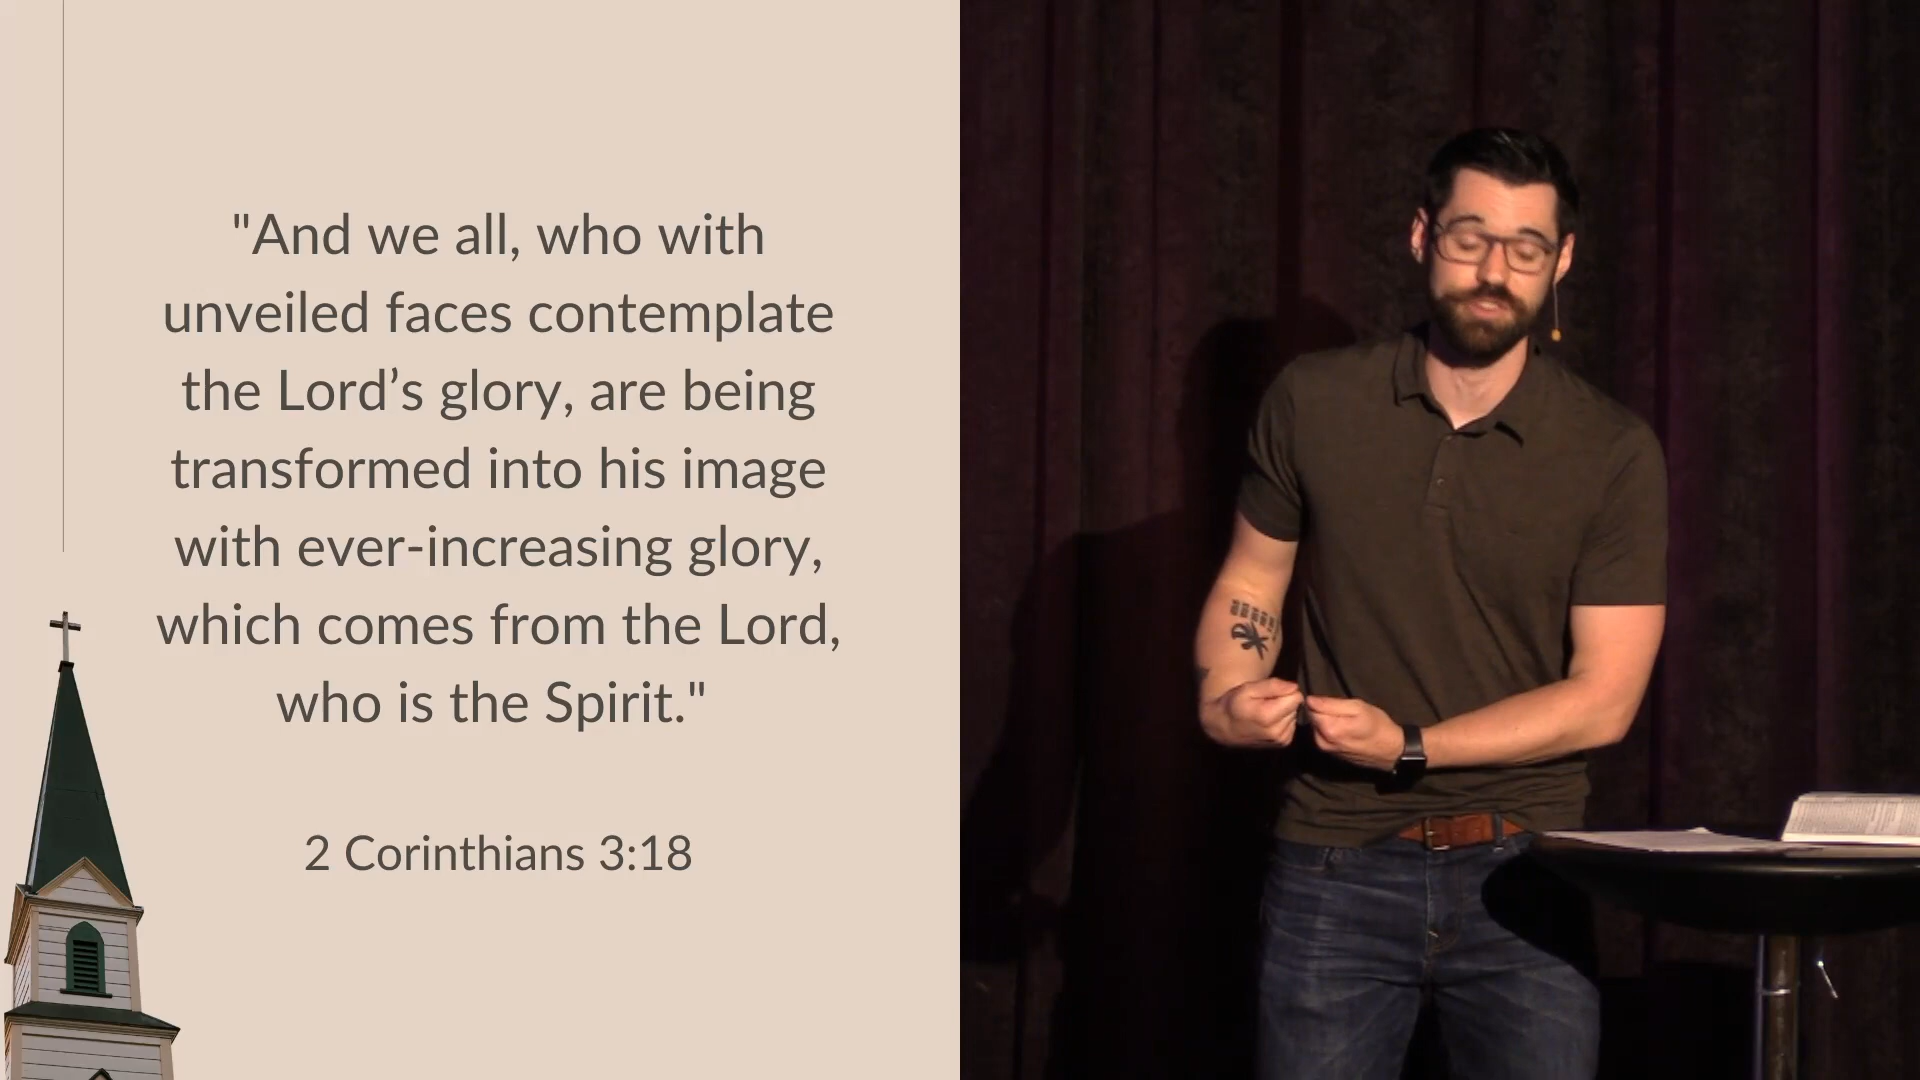 "And we all, who with
unveiled faces contemplate
the Lord’s glory, are being
transformed into his image
with ever-increasing glory,
which comes from the Lord,
who is the Spirit."
2 Corinthians 3:18